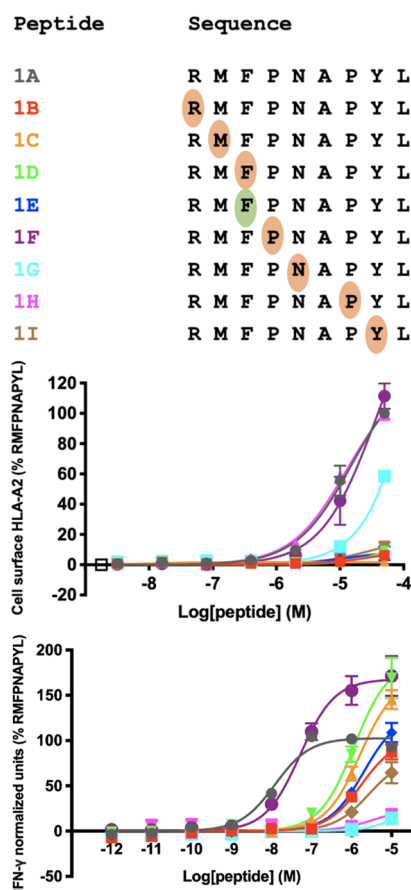 Peptide Sequence
1A R M F P N A P Y L
1B R M F P N A P Y L
1C R M F P N A P Y L
1D R M F P N A P Y L
1E R M F P N A P Y L
1F R M F P N A P Y L
1G R M F P N A P Y L
1H R M F P N A P Y L
1I R M F P N A P Y L
Cell surface HLA-A2 (% RMFPNAPYL)
120
100
80
60
40
20
0
-20
-8 -7 -6 -5 -4
Log[peptide] (M)
IFN-γ normalized units (% RMFPNAPYL)
200
150
100
50
0
-50
-12 -11 -10 -9 -8 -7 -6 -5
Log[peptide] (M)